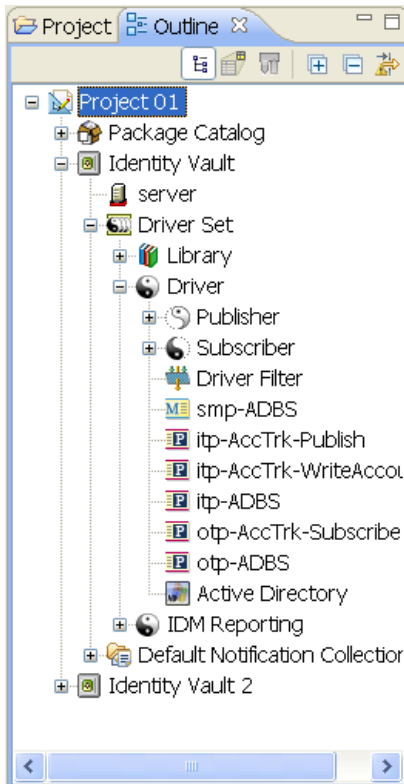 Project Outline
Project 01
Package Catalog
Identity Vault
server
Driver Set
Library
Driver
Publisher
Subscriber
Driver Filter
smp-ADBS
itp-AccTrk-Publish
itp-AccTrk-WriteAccou
itp-ADBS
otp-AccTrk-Subscribe
otp-ADBS
Active Directory
IDM Reporting
Default Notification Collection
Identity Vault 2